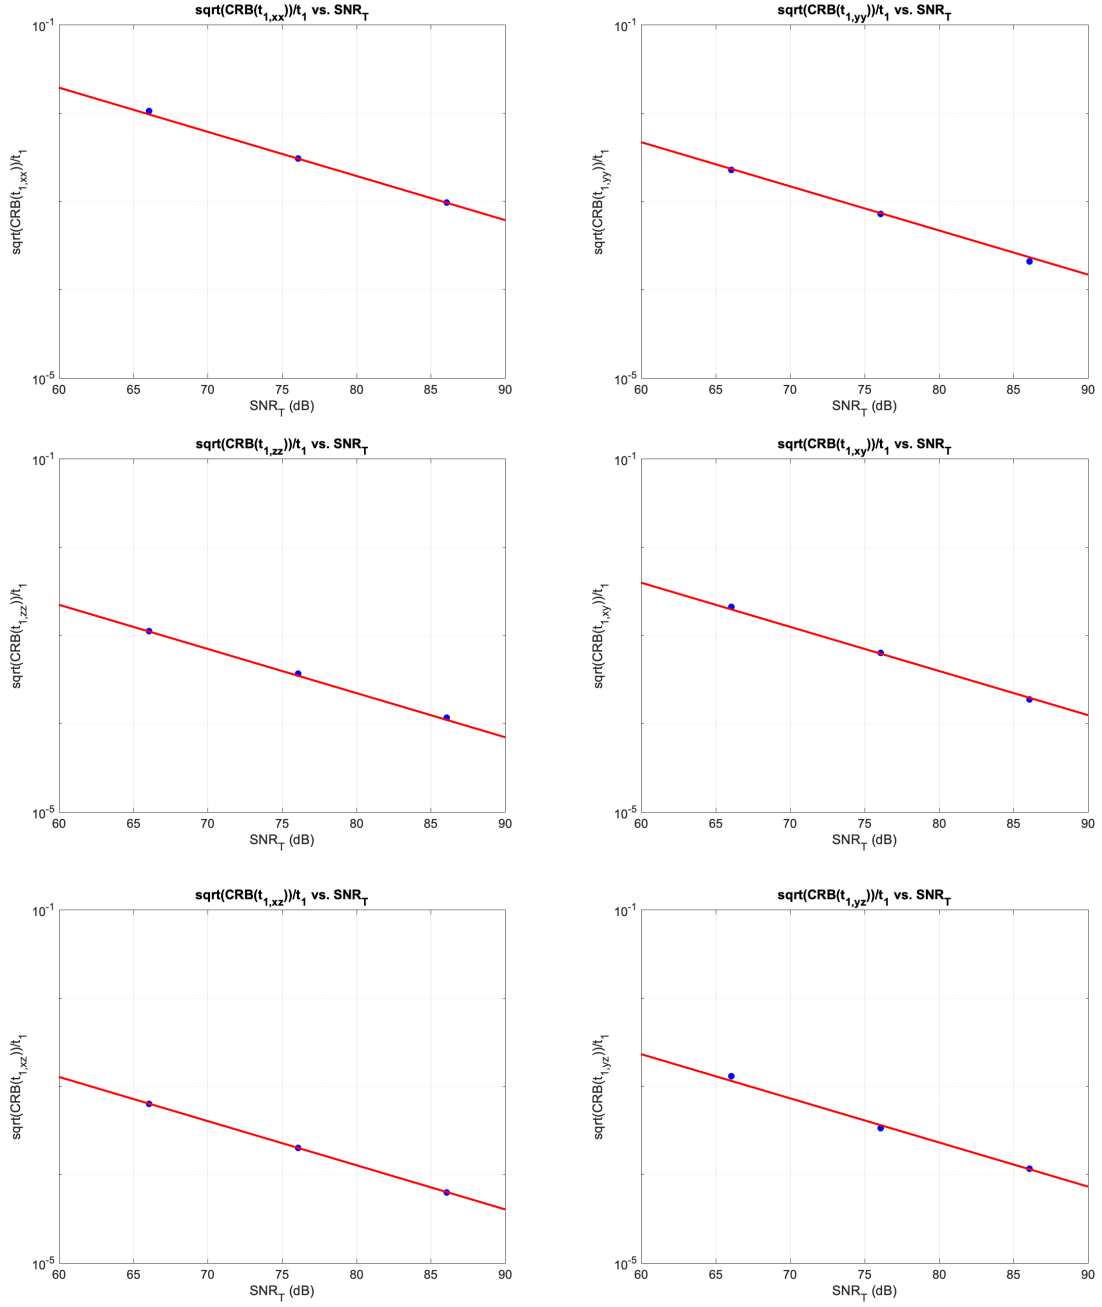 sqrt(CRB(t1,xx))/t1 vs. SNRT
10-1
sqrt(CRB(t1,xx))/t1
10-5
60 65 70 75 80 85 90
SNRT (dB)
sqrt(CRB(t1,yy))/t1 vs. SNRT
10-1
sqrt(CRB(t1,yy))/t1
10-5
60 65 70 75 80 85 90
SNRT (dB)
sqrt(CRB(t1,zz))/t1 vs. SNRT
10-1
sqrt(CRB(t1,zz))/t1
10-5
60 65 70 75 80 85 90
SNRT (dB)
sqrt(CRB(t1,xy))/t1 vs. SNRT
10-1
sqrt(CRB(t1,xy))/t1
10-5
60 65 70 75 80 85 90
SNRT (dB)
sqrt(CRB(t1,xz))/t1 vs. SNRT
10-1
sqrt(CRB(t1,xz))/t1
10-5
60 65 70 75 80 85 90
SNRT (dB)
sqrt(CRB(t1,yz))/t1 vs. SNRT
10-1
sqrt(CRB(t1,yz))/t1
10-5
60 65 70 75 80 85 90
SNRT (dB)